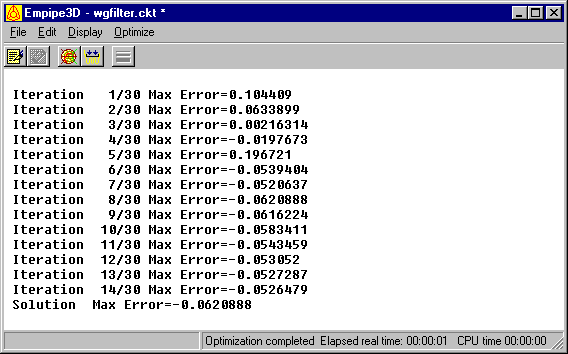 Empipe3D - wgfilter.ckt *
File Edit Display Optimize
Iteration 1/30 Max Error=0.104409
Iteration 2/30 Max Error=0.0633899
Iteration 3/30 Max Error=0.00216314
Iteration 4/30 Max Error=-0.0197673
Iteration 5/30 Max Error=0.196721
Iteration 6/30 Max Error=-0.0539404
Iteration 7/30 Max Error=-0.0520637
Iteration 8/30 Max Error=-0.0620888
Iteration 9/30 Max Error=-0.0616224
Iteration 10/30 Max Error=-0.0583411
Iteration 11/30 Max Error=-0.0543459
Iteration 12/30 Max Error=-0.053052
Iteration 13/30 Max Error=-0.0527287
Iteration 14/30 Max Error=-0.0526479
Solution Max Error=-0.0620888
Optimization completed Elapsed real time: 00:00:01 CPU time 00:00:00